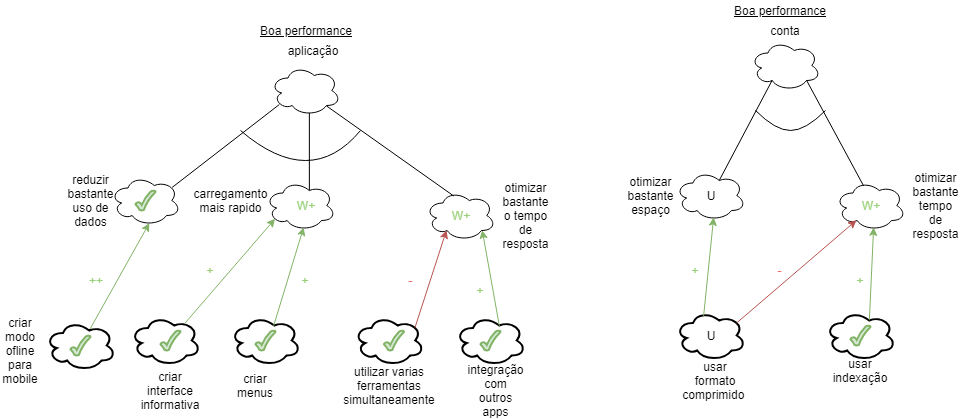 Boa performance
aplicação
reduzir
bastante
uso de
dados
carregamento
mais rapido
W+
W+
otimizar
bastante
o tempo
de
resposta
++
+
+
-
+
criar
modo
ofline
para
mobile
criar
interface
informativa
criar
menus
utilizar varias
ferramentas
simultaneamente
integração
com
outros
apps
Boa performance
conta
otimizar
bastante
espaço
U
W+
otimizar
bastante
tempo
de
resposta
+
-
+
U
usar
formato
comprimido
usar
indexação